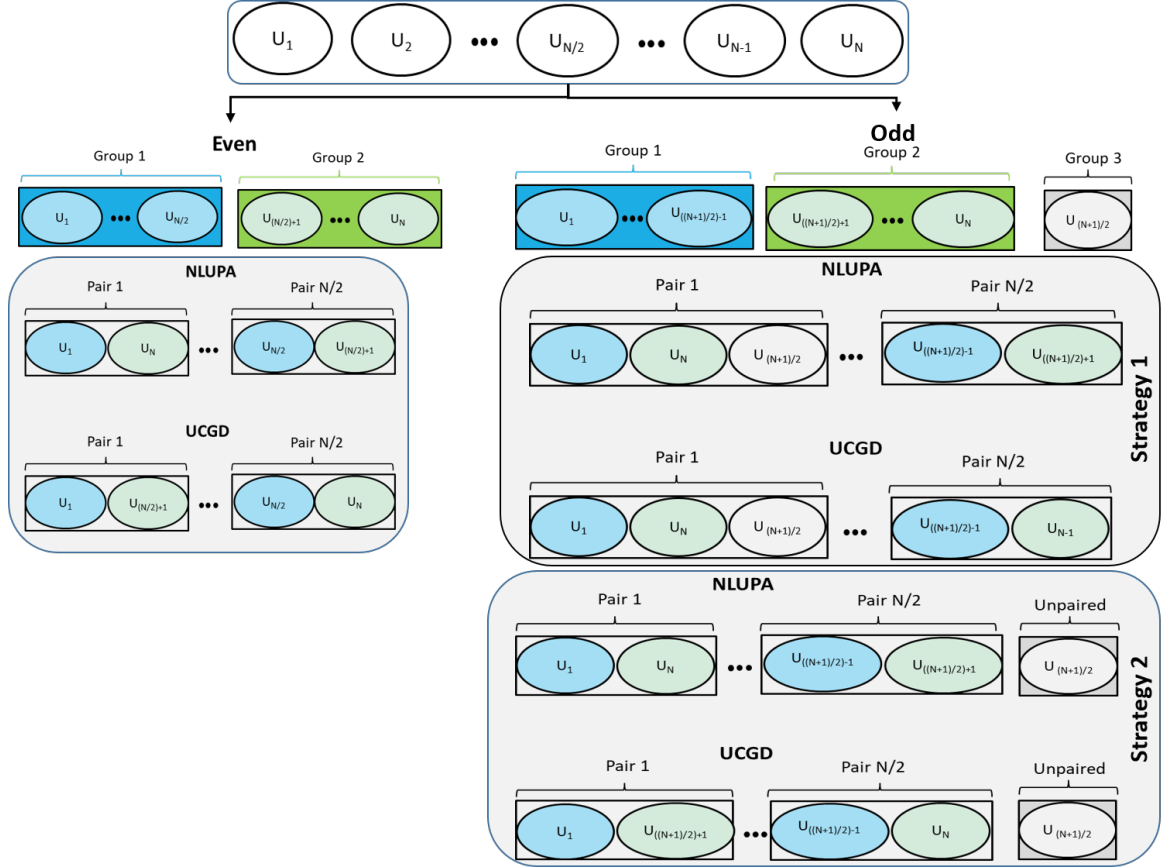 U1 U2 ••• UN/2 ••• UN-1 UN
Even
Odd
Group 1 Group 2
Group 1 Group 2 Group 3
U1 ••• UN/2 U(N/2)+1 ••• UN
U1 ••• U((N+1)/2)-1 U((N+1)/2)+1 ••• UN U (N+1)/2
NLUPA
Pair 1 Pair N/2
U1 UN ••• UN/2 U(N/2)+1
UCGD
Pair 1 Pair N/2
U1 U(N/2)+1 ••• UN/2 UN
NLUPA
Pair 1 Pair N/2
U1 UN U (N+1)/2 ••• U((N+1)/2)-1 U((N+1)/2)+1
UCGD
Pair 1 Pair N/2
U1 UN U (N+1)/2 ••• U((N+1)/2)-1 UN-1
Strategy 1
NLUPA
Pair 1 Pair N/2 Unpaired
U1 UN ••• U((N+1)/2)-1 U((N+1)/2)+1 U (N+1)/2
UCGD
Pair 1 Pair N/2 Unpaired
U1 U((N+1)/2)+1 ••• U((N+1)/2)-1 UN U (N+1)/2
Strategy 2